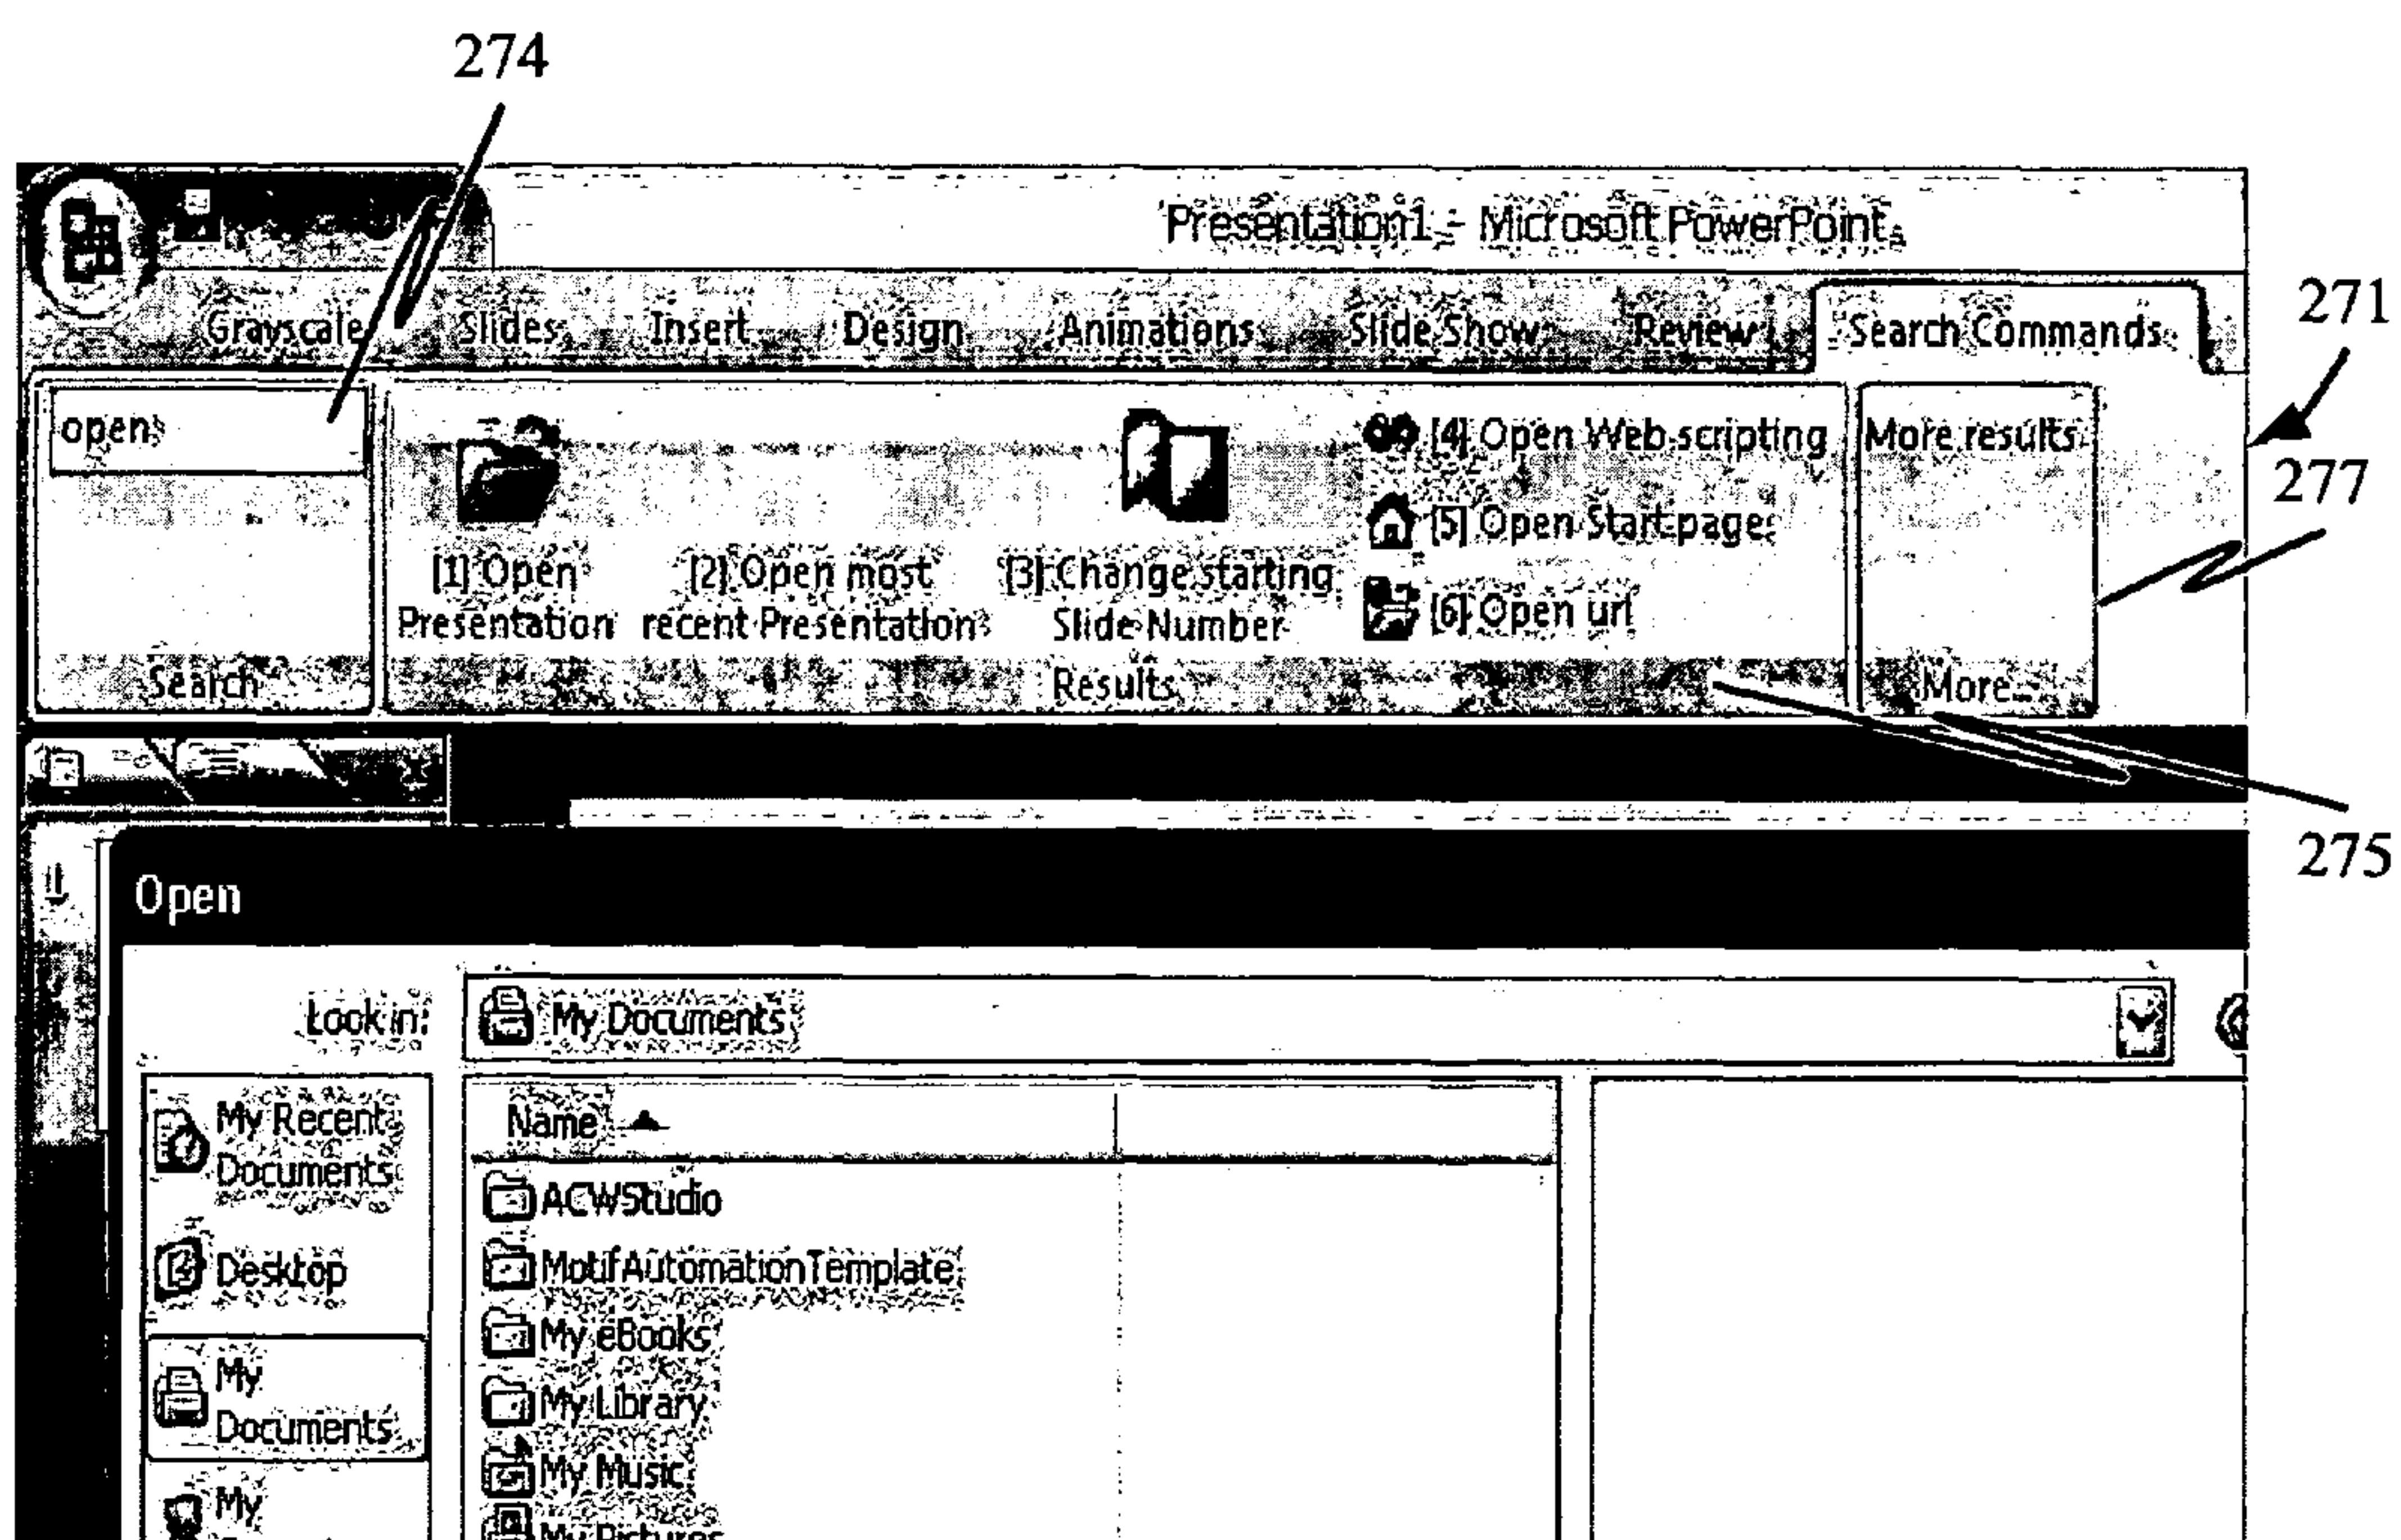 274
Presentation1 - Microsoft PowerPoint
271
Grayscale Slides Insert Design Animations Slide Show Review Search Commands
open
[4] Open Web scripting
More results
277
[5] Open Start page
[1] Open Presentation
[2] Open most recent Presentation
[3] Change starting Slide Number
[6] Open url
Search
Results
More...
275
Open
Look in:
My Documents
My Recent
Documents
Desktop
My
Documents
My
Name
ACWStudio
MotifAutomationTemplate
My eBooks
My Library
My Music
My Pictures